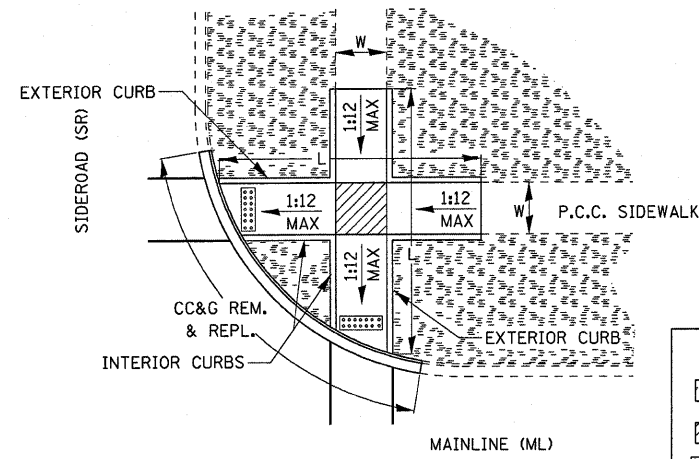 W
EXTERIOR CURB
1:12
MAX
SIDEROAD (SR)
L
1:12
MAX
1:12
MAX
W
P.C.C. SIDEWALK
1:12
MAX
L
CC&G REM.
& REPL.
EXTERIOR CURB
INTERIOR CURBS
MAINLINE (ML)